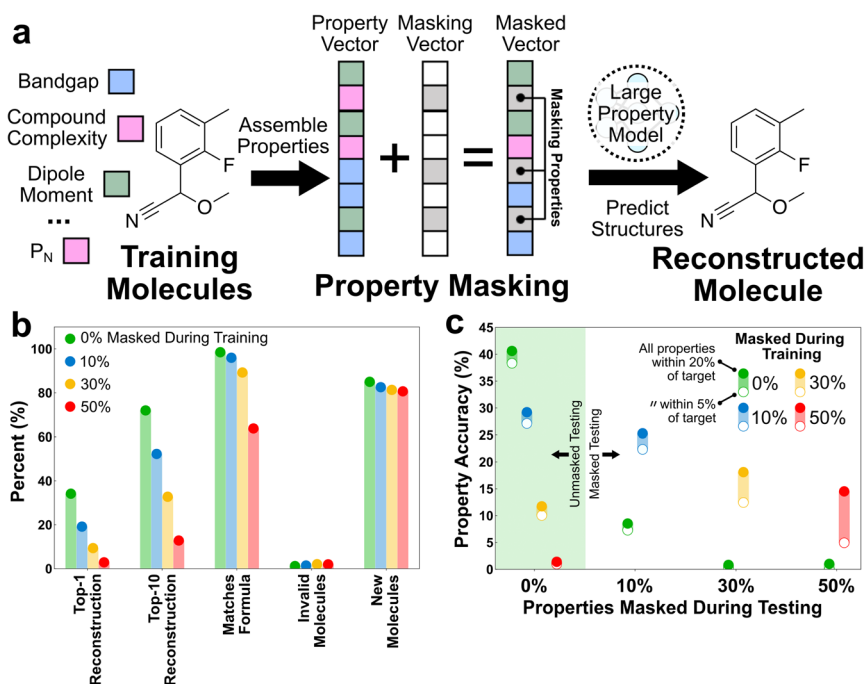 a
Property
Vector
Masking
Vector
Masked
Vector
Bandgap
Compound
Complexity
Dipole
Moment
...
P_N
F
N
O
Training
Molecules
Assemble
Properties
+
=
Masking Properties
Property Masking
Large
Property
Model
Predict
Structures
F
N
O
Reconstructed
Molecule
b
0% Masked During Training
10%
30%
50%
Percent (%)
100
80
60
40
20
0
Top-1
Reconstruction
Top-10
Reconstruction
Matches
Formula
Invalid
Molecules
New
Molecules
c
Property Accuracy (%)
45
40
35
30
25
20
15
10
5
0
Unmasked Testing
Masked Testing
All properties
within 20%
of target
" within 5%
of target
Masked During
Training
0%
30%
10%
50%
0%
10%
30%
50%
Properties Masked During Testing